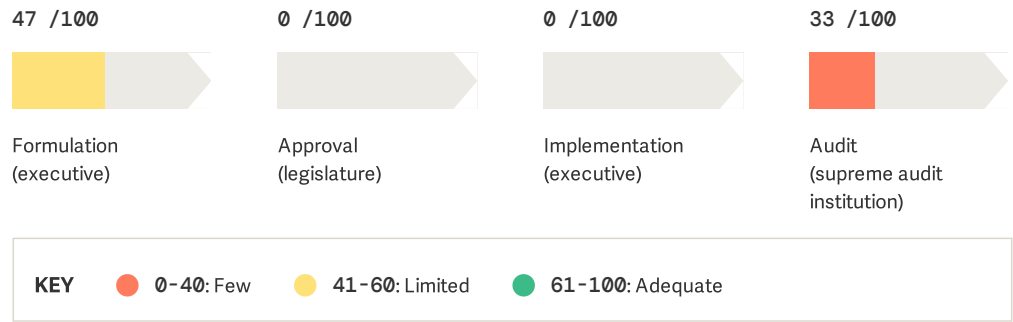 47 /100
0 /100
0 /100
33 /100
Formulation
(executive)
Approval
(legislature)
Implementation
(executive)
Audit
(supreme audit
institution)
KEY
0-40: Few
41-60: Limited
61-100: Adequate